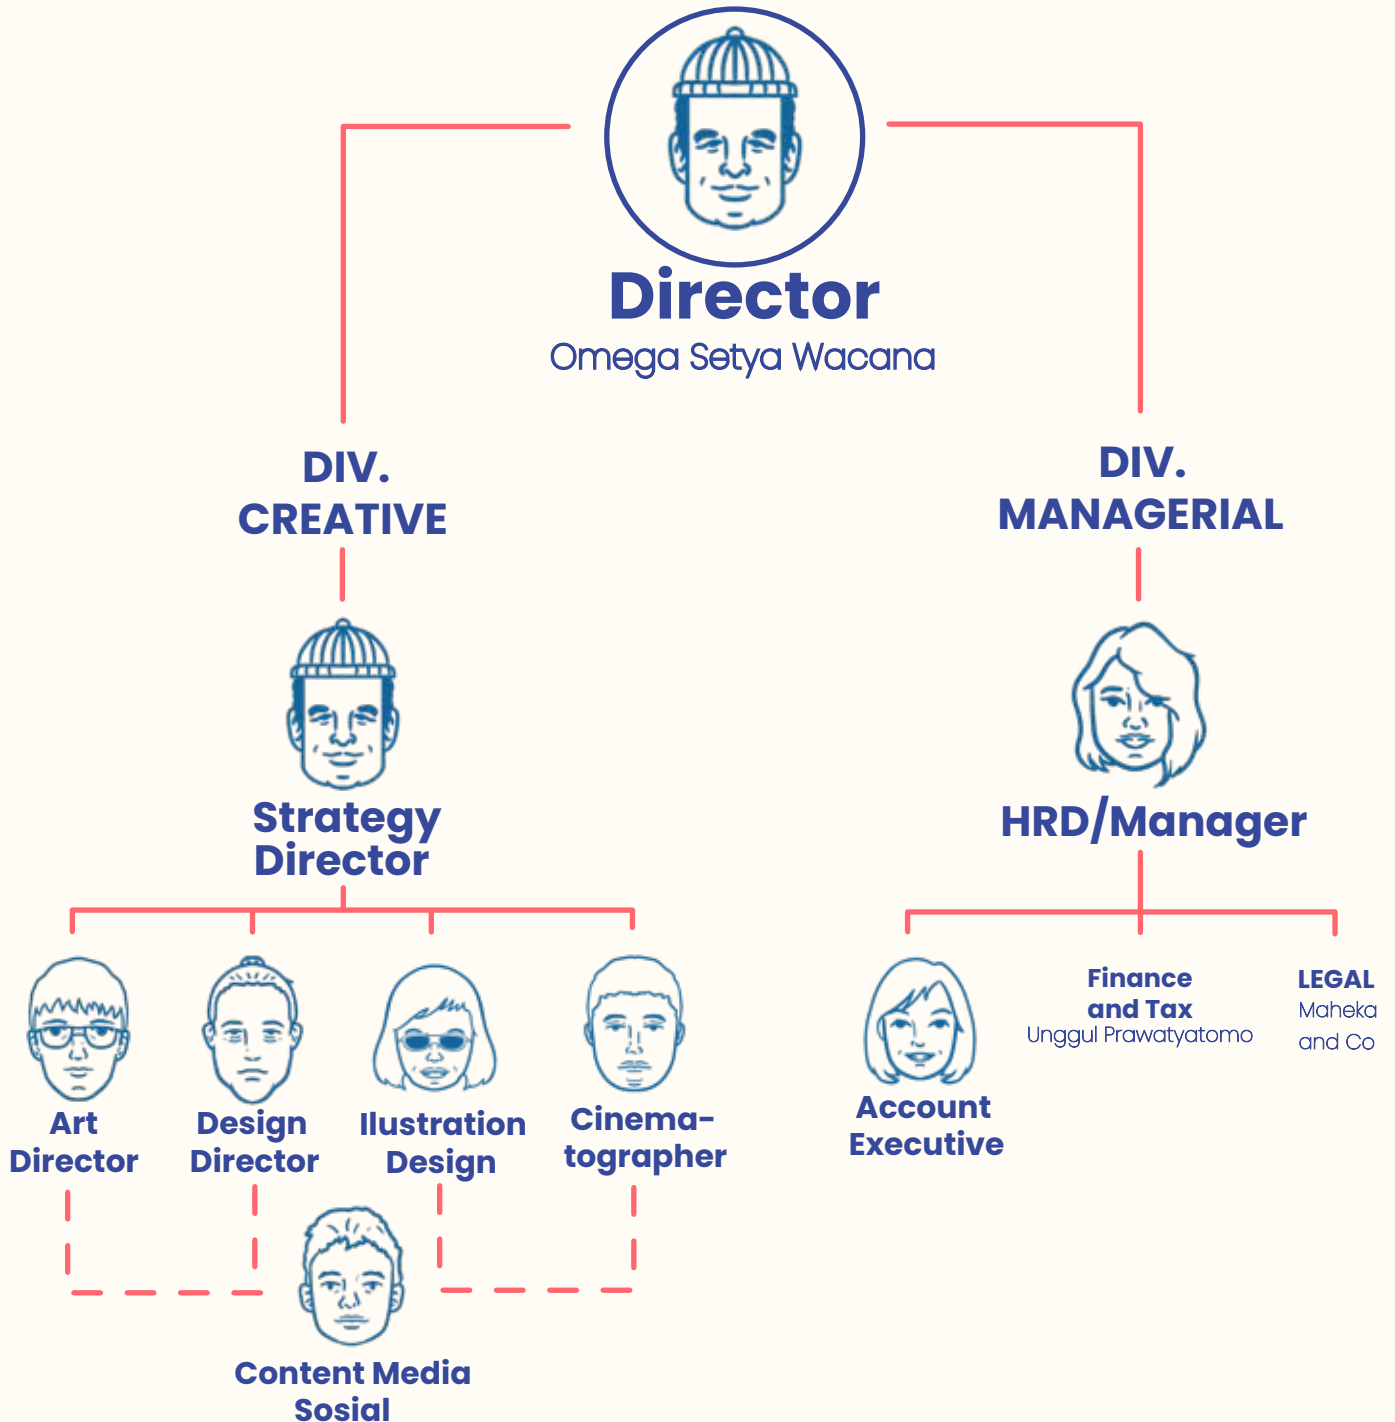 Director
Omega Setya Wacana
DIV.
CREATIVE
DIV.
MANAGERIAL
Strategy
Director
HRD/Manager
Art
Director
Design
Director
Ilustration
Design
Cinema-
tographer
Account
Executive
Finance
and Tax
Unggul Prawatyatomo
LEGAL
Maheka
and Co
Content Media
Sosial